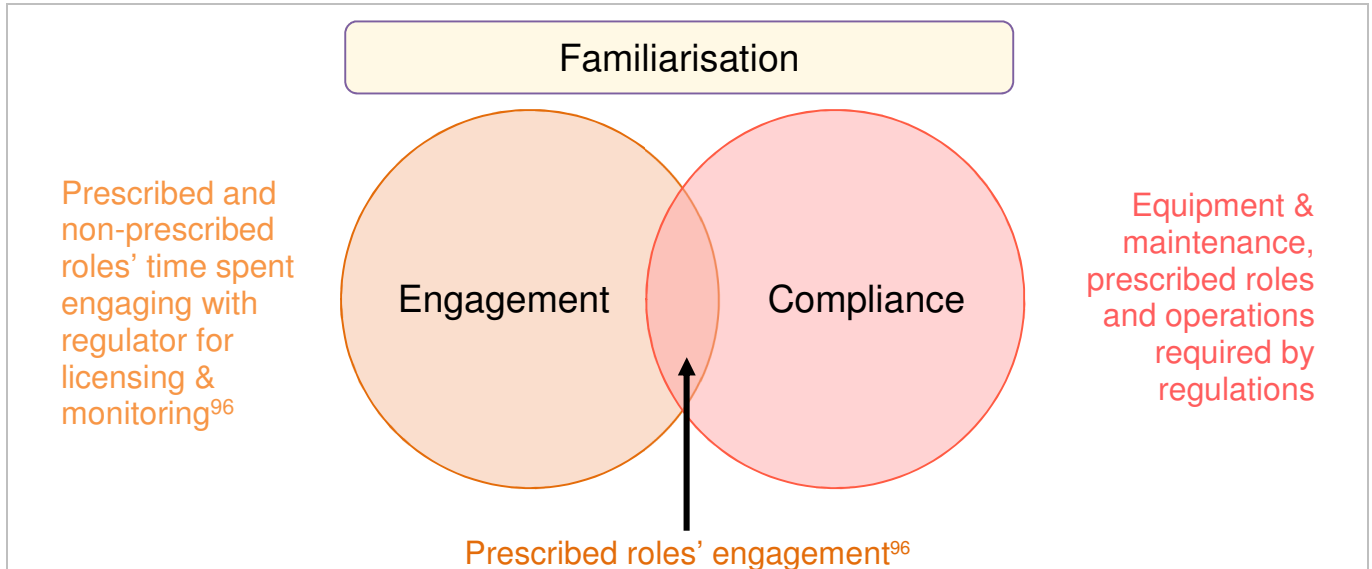 Familiarisation
Prescribed and
non-prescribed
roles’ time spent
engaging with
regulator for
licensing &
monitoring96
Engagement
Compliance
Equipment &
maintenance,
prescribed roles
and operations
required by
regulations
Prescribed roles’ engagement96